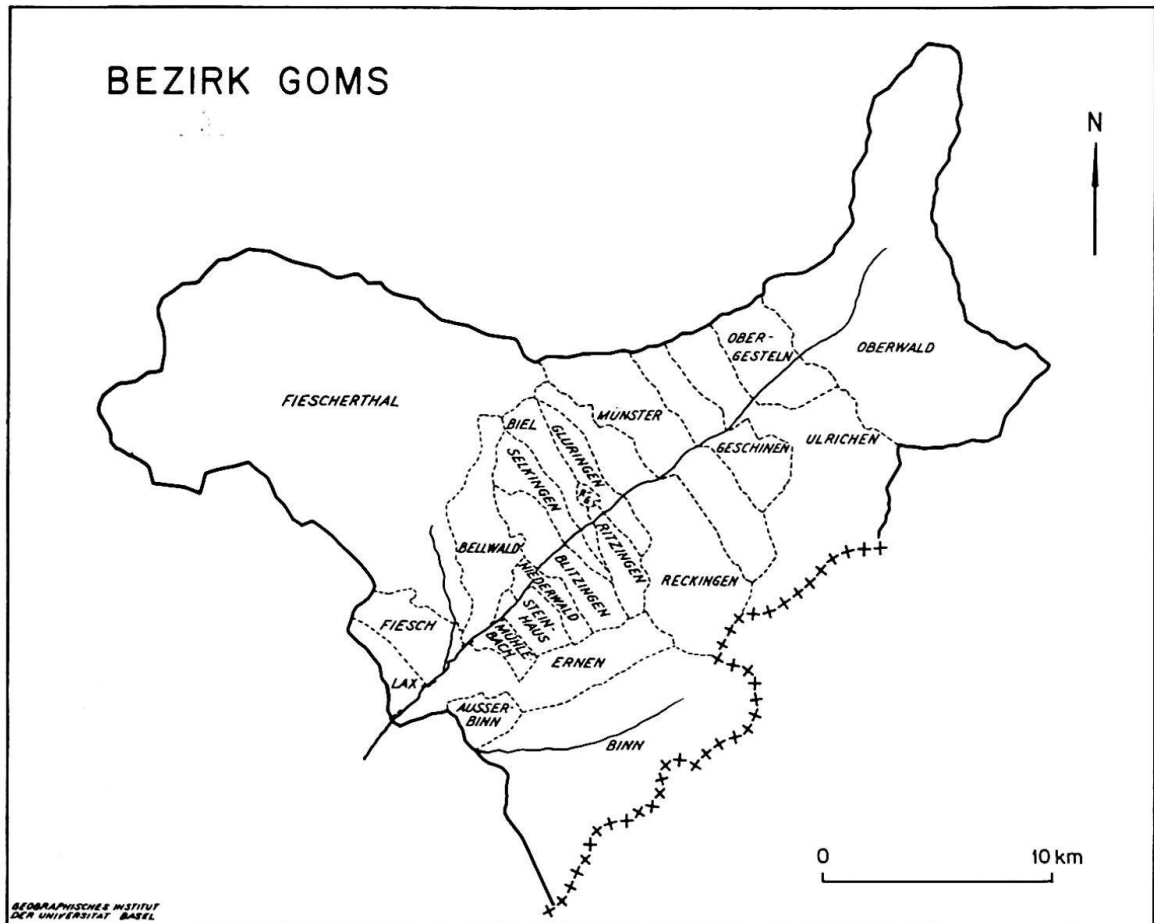 BEZIRK GOMS
N
OBER-
GESTELN
OBERWALD
FIESCHERTHAL
MÜNSTER
BIEL
GLURINGEN
GESCHINEN
ULRICHEN
SELKINGEN
RITZINGEN
BELLWALD
BLITZINGEN
NIEDERWALD
RECKINGEN
STEIN-
HAUS
FIESCH
MÜHLE
BACH
ERNEN
LAX
AUSSER-
BINN
BINN
0
10 km
GEOGRAPHISCHES INSTITUT
DER UNIVERSITÄT BASEL